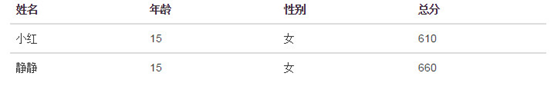 姓名 年龄 性别 总分
小红 15 女 610
静静 15 女 660